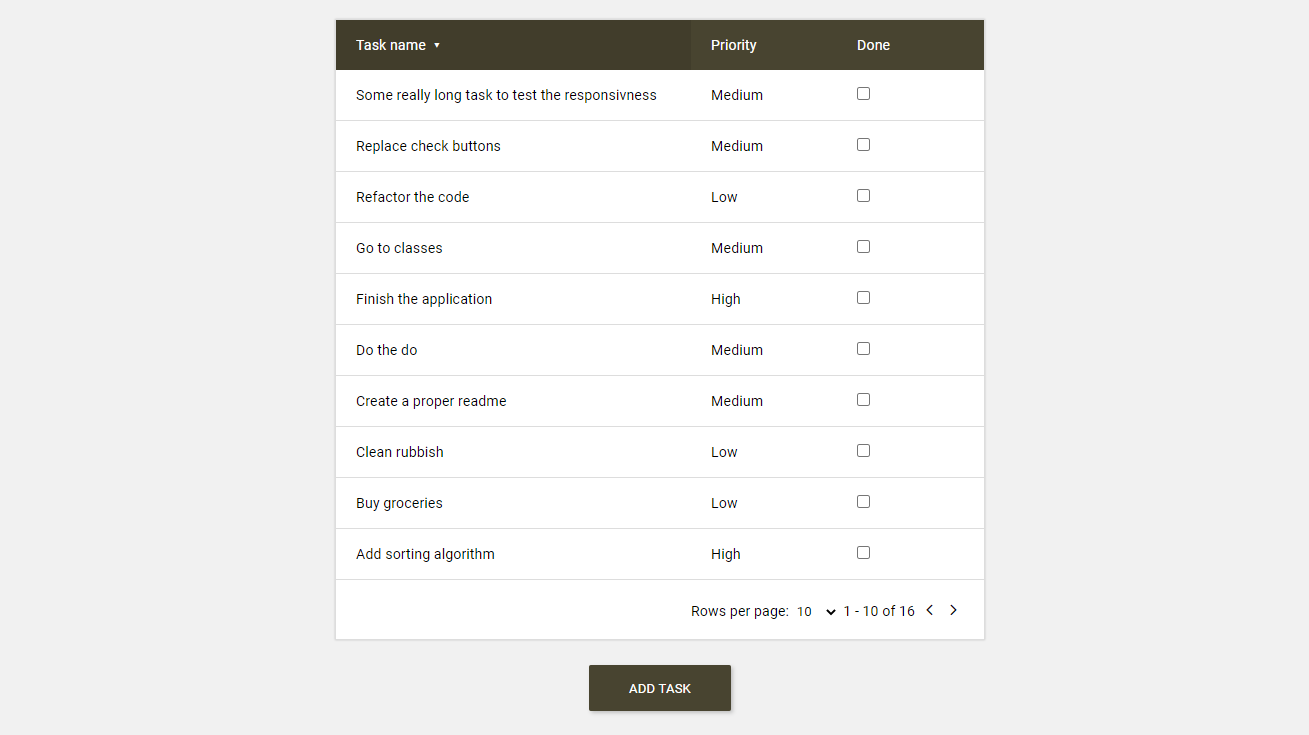 Task name ▼ Priority Done
Some really long task to test the responsivness Medium
Replace check buttons Medium
Refactor the code Low
Go to classes Medium
Finish the application High
Do the do Medium
Create a proper readme Medium
Clean rubbish Low
Buy groceries Low
Add sorting algorithm High
Rows per page: 10 1 - 10 of 16
ADD TASK